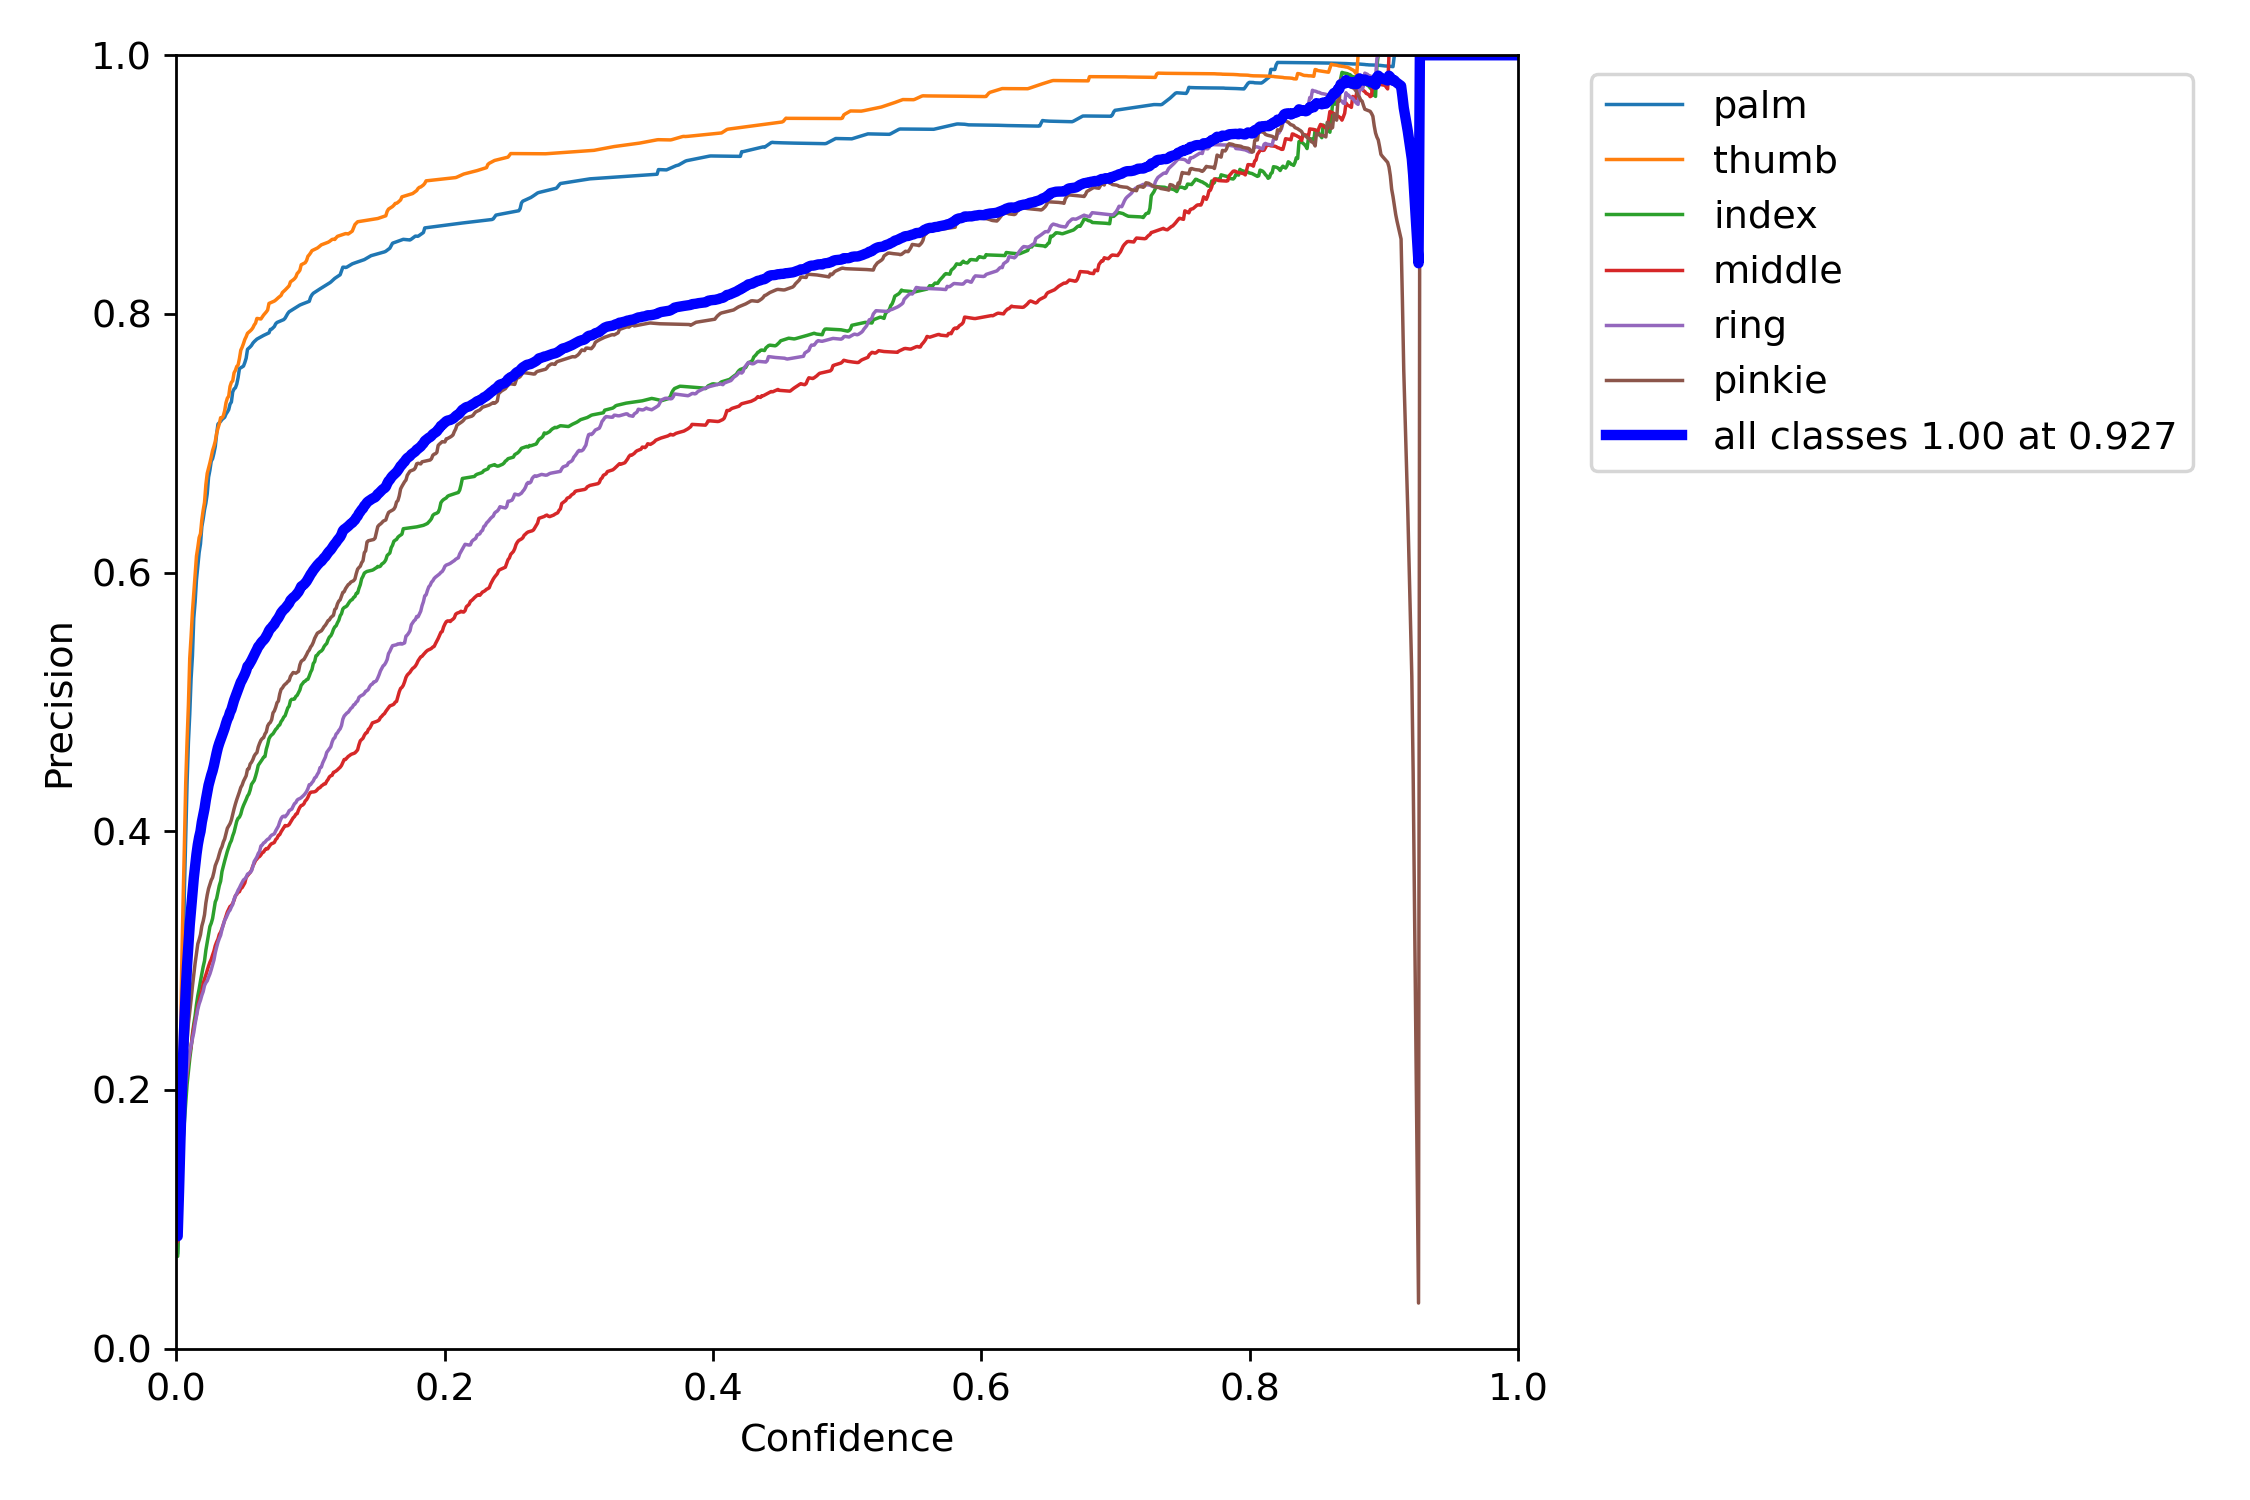 1.0
0.8
0.6
0.4
0.2
0.0
Precision
0.0 0.2 0.4 0.6 0.8 1.0
Confidence
palm
thumb
index
middle
ring
pinkie
all classes 1.00 at 0.927